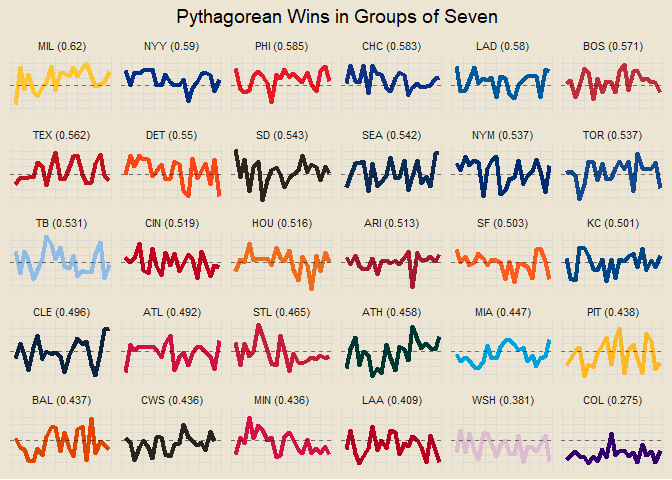 Pythagorean Wins in Groups of Seven
MIL (0.62) NYY (0.59) PHI (0.585) CHC (0.583) LAD (0.58) BOS (0.571)
TEX (0.562) DET (0.55) SD (0.543) SEA (0.542) NYM (0.537) TOR (0.537)
TB (0.531) CIN (0.519) HOU (0.516) ARI (0.513) SF (0.503) KC (0.501)
CLE (0.496) ATL (0.492) STL (0.465) ATH (0.458) MIA (0.447) PIT (0.438)
BAL (0.437) CWS (0.436) MIN (0.436) LAA (0.409) WSH (0.381) COL (0.275)